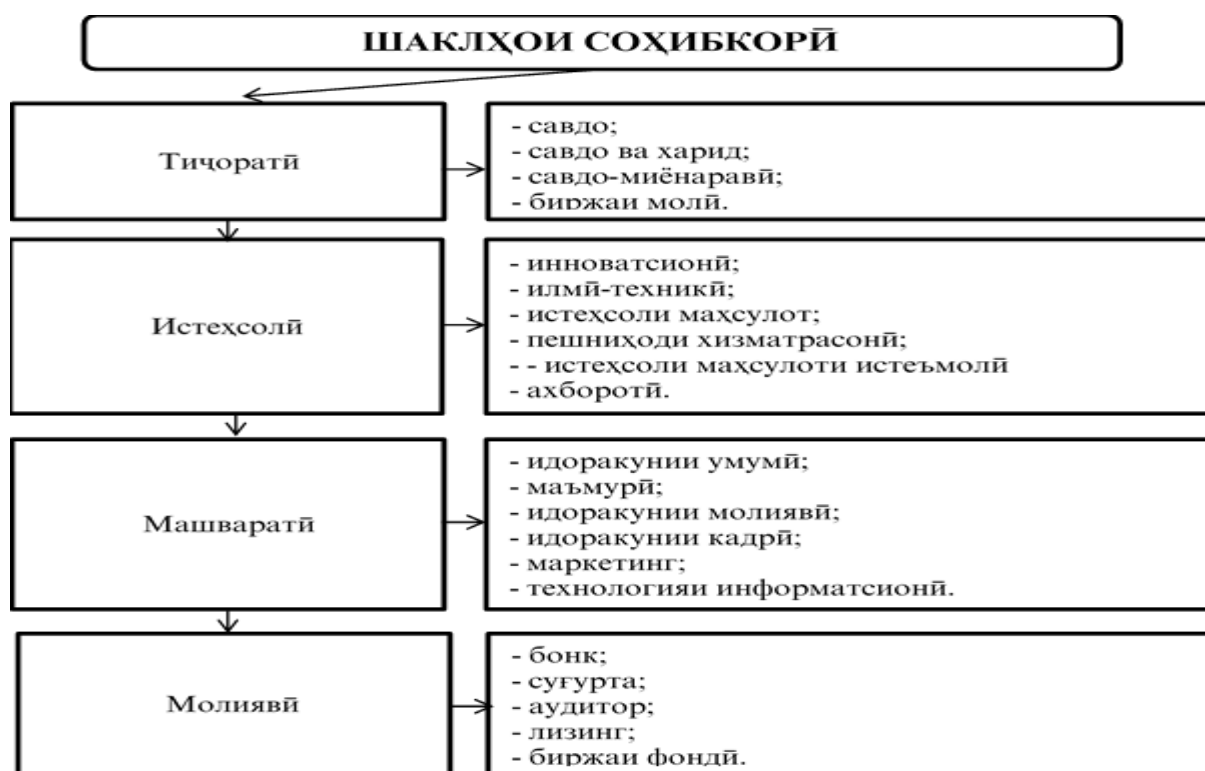 ШАКЛҲОИ СОҲИБКОРӢ
Тиҷоратӣ
- савдо;
- савдо ва харид;
- савдо-миёнаравӣ;
- биржаи молӣ.
Истеҳсолӣ
- инноватсионӣ;
- илмӣ-техникӣ;
- истеҳсоли маҳсулот;
- пешниҳоди хизматрасонӣ;
- - истеҳсоли маҳсулоти истеъмолӣ
- ахборотӣ.
Машваратӣ
- идоракунии умумӣ;
- маъмурӣ;
- идоракунии молиявӣ;
- идоракунии кадрӣ;
- маркетинг;
- технологияи информатсионӣ.
Молиявӣ
- бонк;
- суғурта;
- аудитор;
- лизинг;
- биржаи фондӣ.